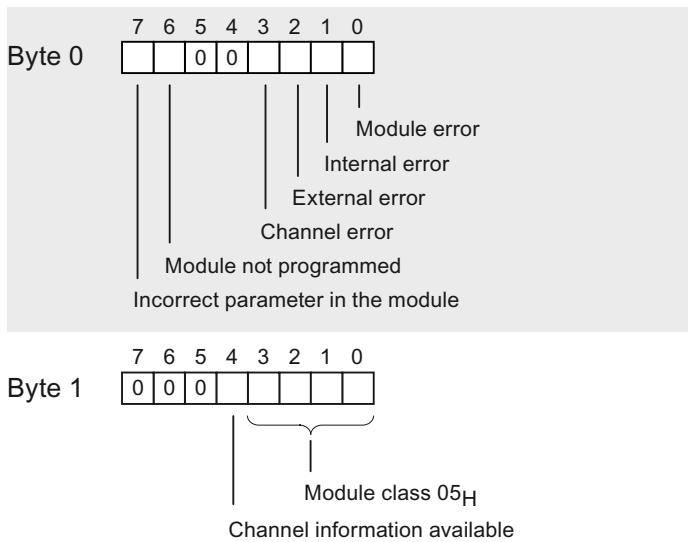 7 6 5 4 3 2 1 0
Byte 0 0 0
Module error
Internal error
External error
Channel error
Module not programmed
Incorrect parameter in the module
7 6 5 4 3 2 1 0
Byte 1 0 0 0
Module class 05H
Channel information available